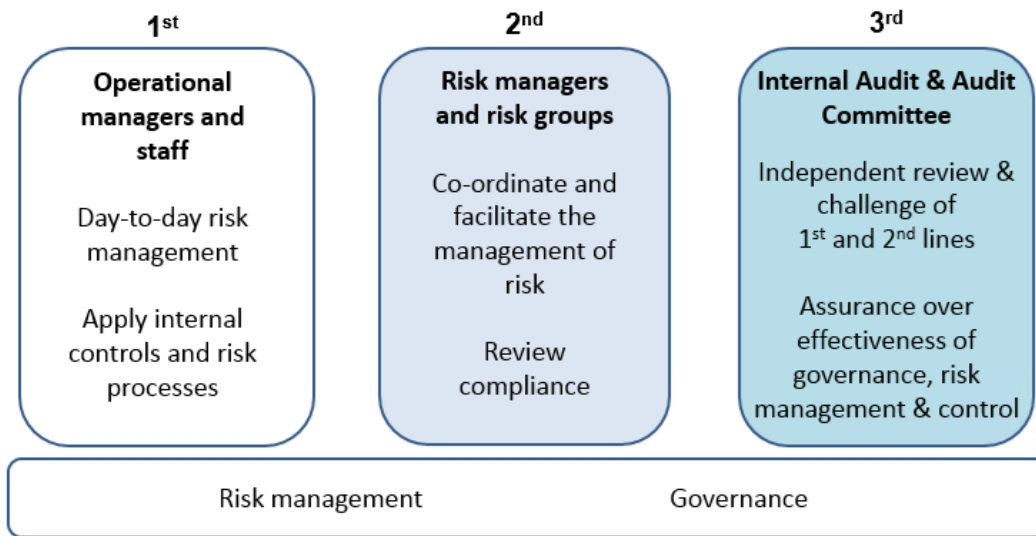 1st
Operational
managers and
staff
Day-to-day risk
management
Apply internal
controls and risk
processes
2nd
Risk managers
and risk groups
Co-ordinate and
facilitate the
management of
risk
Review
compliance
3rd
Internal Audit & Audit
Committee
Independent review &
challenge of
1st and 2nd lines
Assurance over
effectiveness of
governance, risk
management & control
Risk management
Governance